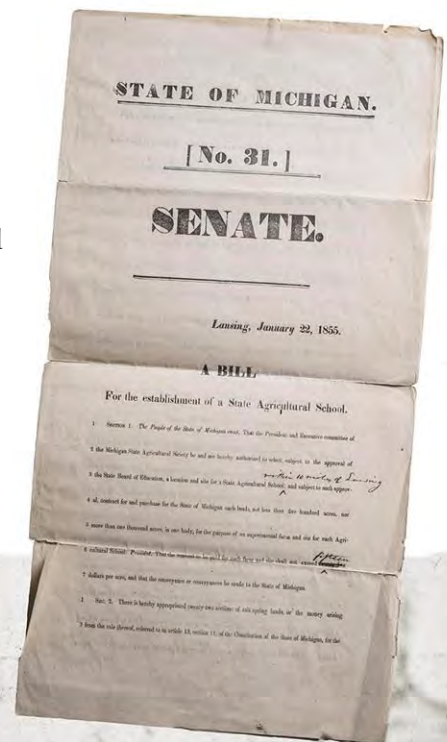 STATE OF MICHIGAN.
[No. 31.]
SENATE.
Lansing, January 22, 1855.
A BILL
For the establishment of a State Agricultural School.
1 SECTION 1. The People of the State of Michigan enact, That the President and Executive committee of
2 the Michigan State Agricultural Society be and are hereby authorized to select, subject to the approval of
within 10 miles of Lansing
3 the State Board of Education, a location and site for a State Agricultural School; and subject to such approv-
4 al, contract for and purchase for the State of Michigan such lands, not less than five hundred acres, nor
5 more than one thousand acres, in one body, for the purpose of an experimental farm and site for such Agri-
fifteen
6 cultural School: Provided, That the amount to be paid for such farm and site shall not exceed
7 dollars per acre, and that the conveyance or conveyances be made to the State of Michigan
1 SEC. 2. There is hereby appropriated twenty two sections of salt spring lands, or the money arising
2 from the sale thereof, referred to in article 13, section 11, of the Constitution of the State of Michigan, for the